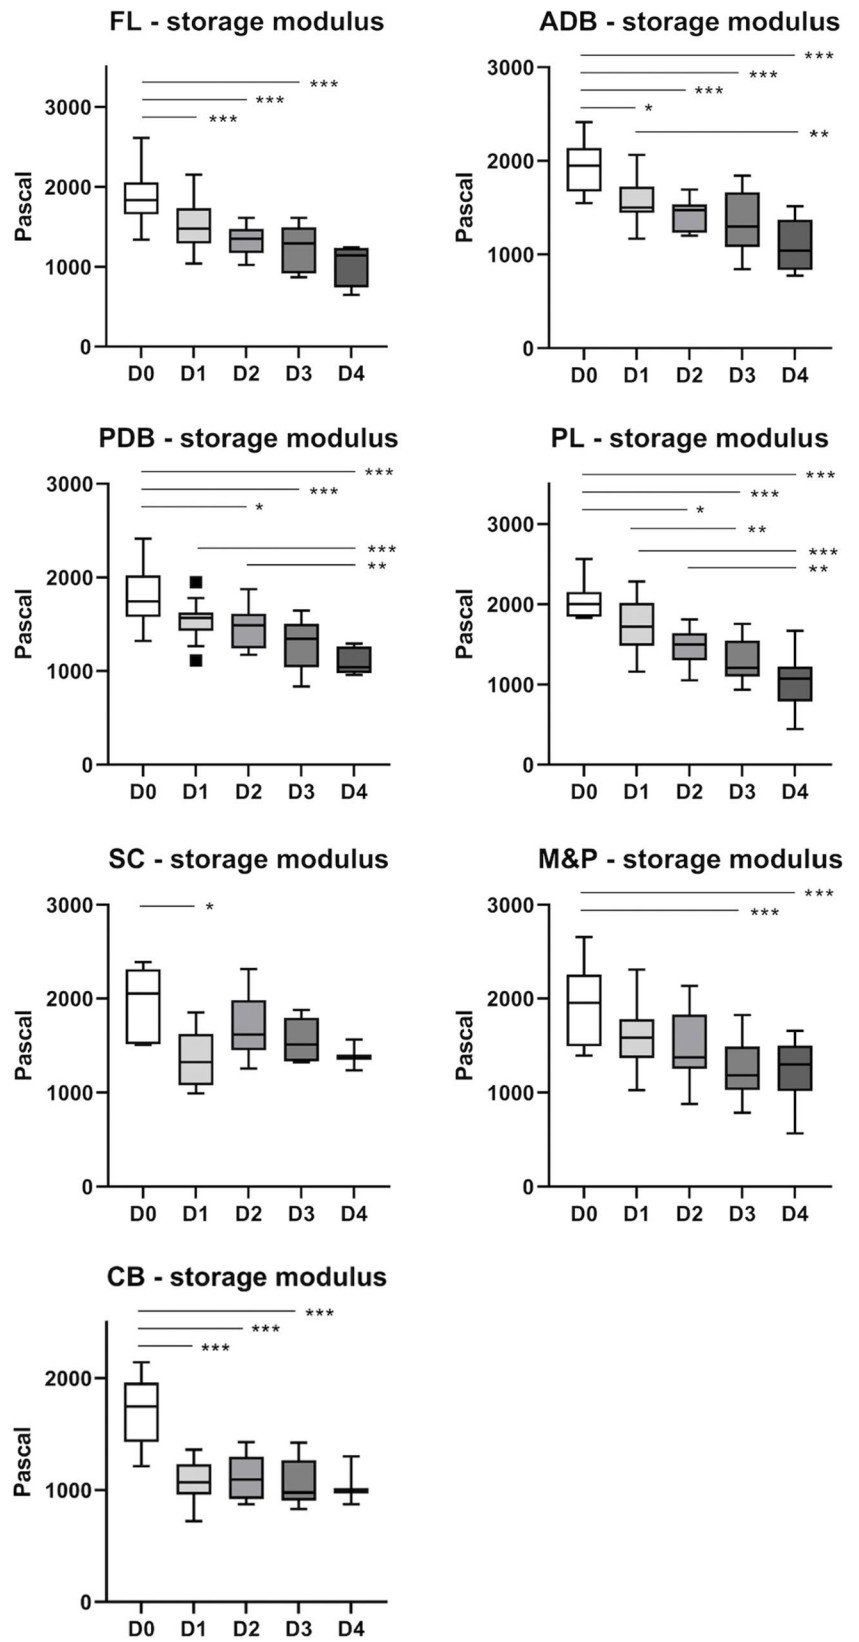 FL - storage modulus
***
***
***
3000
2000
1000
0
Pascal
D0 D1 D2 D3 D4
ADB - storage modulus
***
***
***
*
**
3000
2000
1000
0
Pascal
D0 D1 D2 D3 D4
PDB - storage modulus
***
***
*
***
**
3000
2000
1000
0
Pascal
D0 D1 D2 D3 D4
PL - storage modulus
***
***
*
**
***
**
3000
2000
1000
0
Pascal
D0 D1 D2 D3 D4
SC - storage modulus
*
3000
2000
1000
0
Pascal
D0 D1 D2 D3 D4
M&P - storage modulus
***
***
3000
2000
1000
0
Pascal
D0 D1 D2 D3 D4
CB - storage modulus
***
***
***
2000
1000
0
Pascal
D0 D1 D2 D3 D4